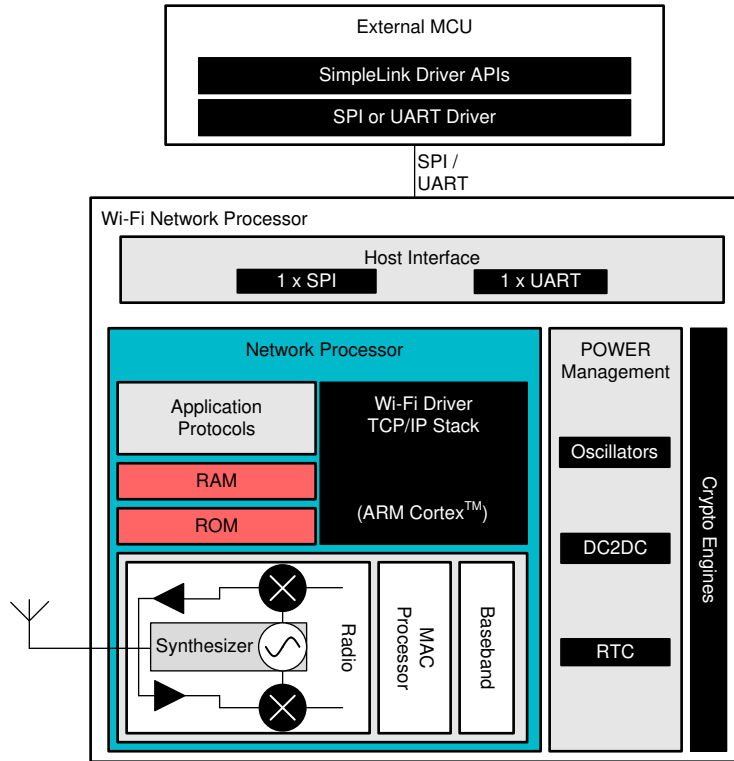 External MCU
SimpleLink Driver APIs
SPI or UART Driver
SPI /
UART
Wi-Fi Network Processor
Host Interface
1 x SPI
1 x UART
Network Processor
Application
Protocols
Wi-Fi Driver
TCP/IP Stack
RAM
ROM
(ARM Cortex™)
Synthesizer
Radio
MAC
Processor
Baseband
POWER
Management
Oscillators
DC2DC
RTC
Crypto Engines